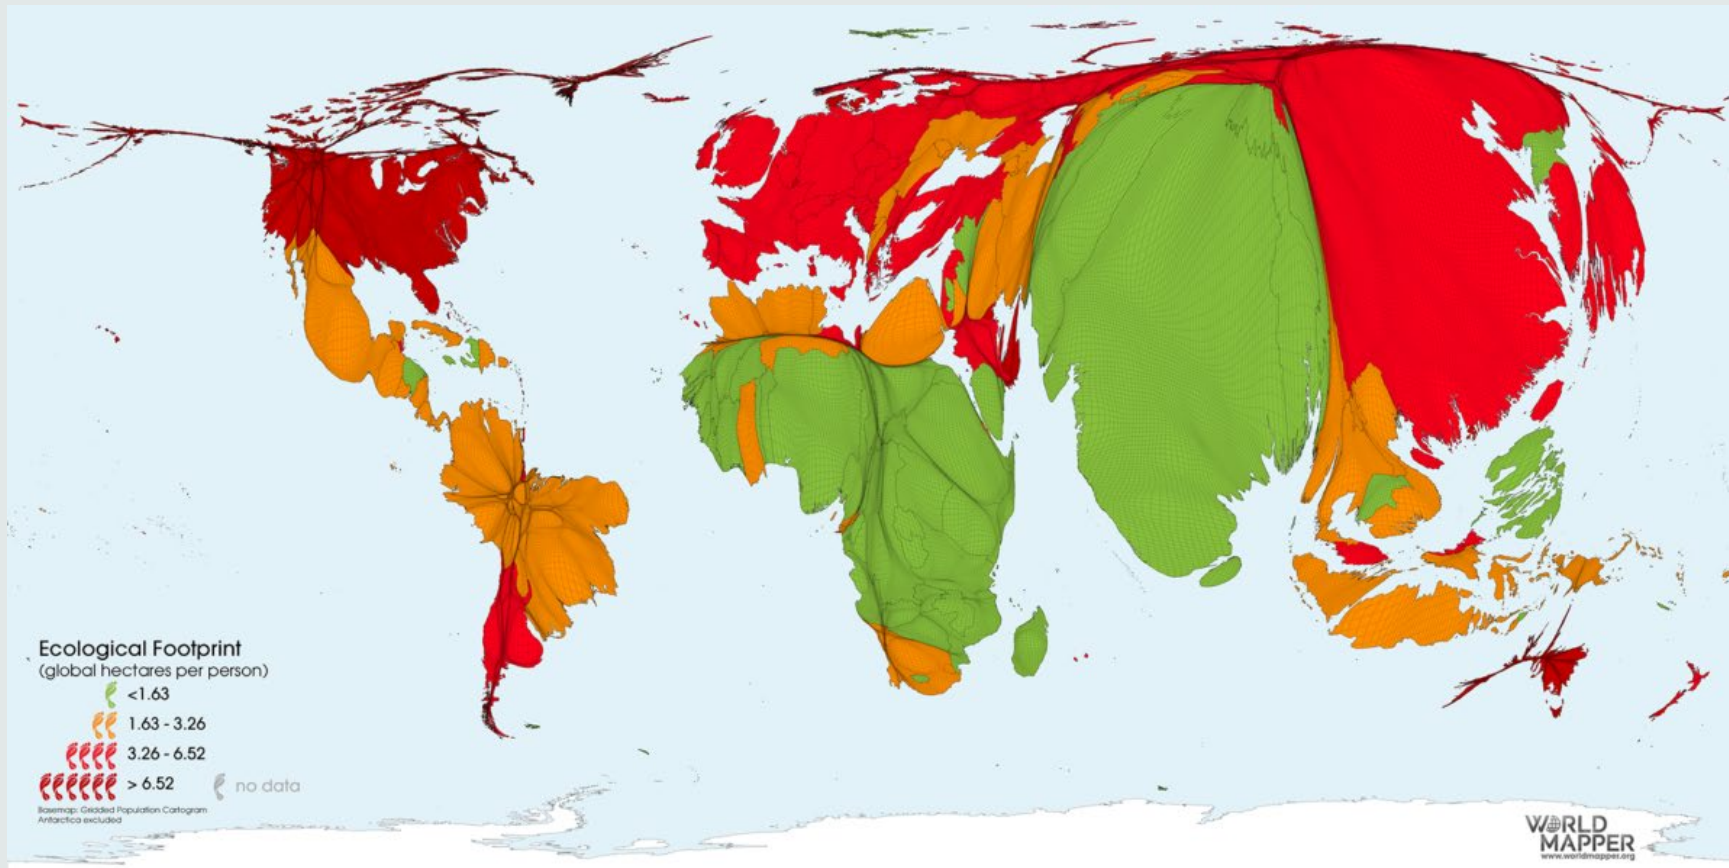 Ecological Footprint
(global hectares per person)
<1.63
1.63 - 3.26
3.26 - 6.52
> 6.52
no data
Basemap: Gridded Population Cartogram
Antarctica excluded
WORLD
MAPPER
www.worldmapper.org